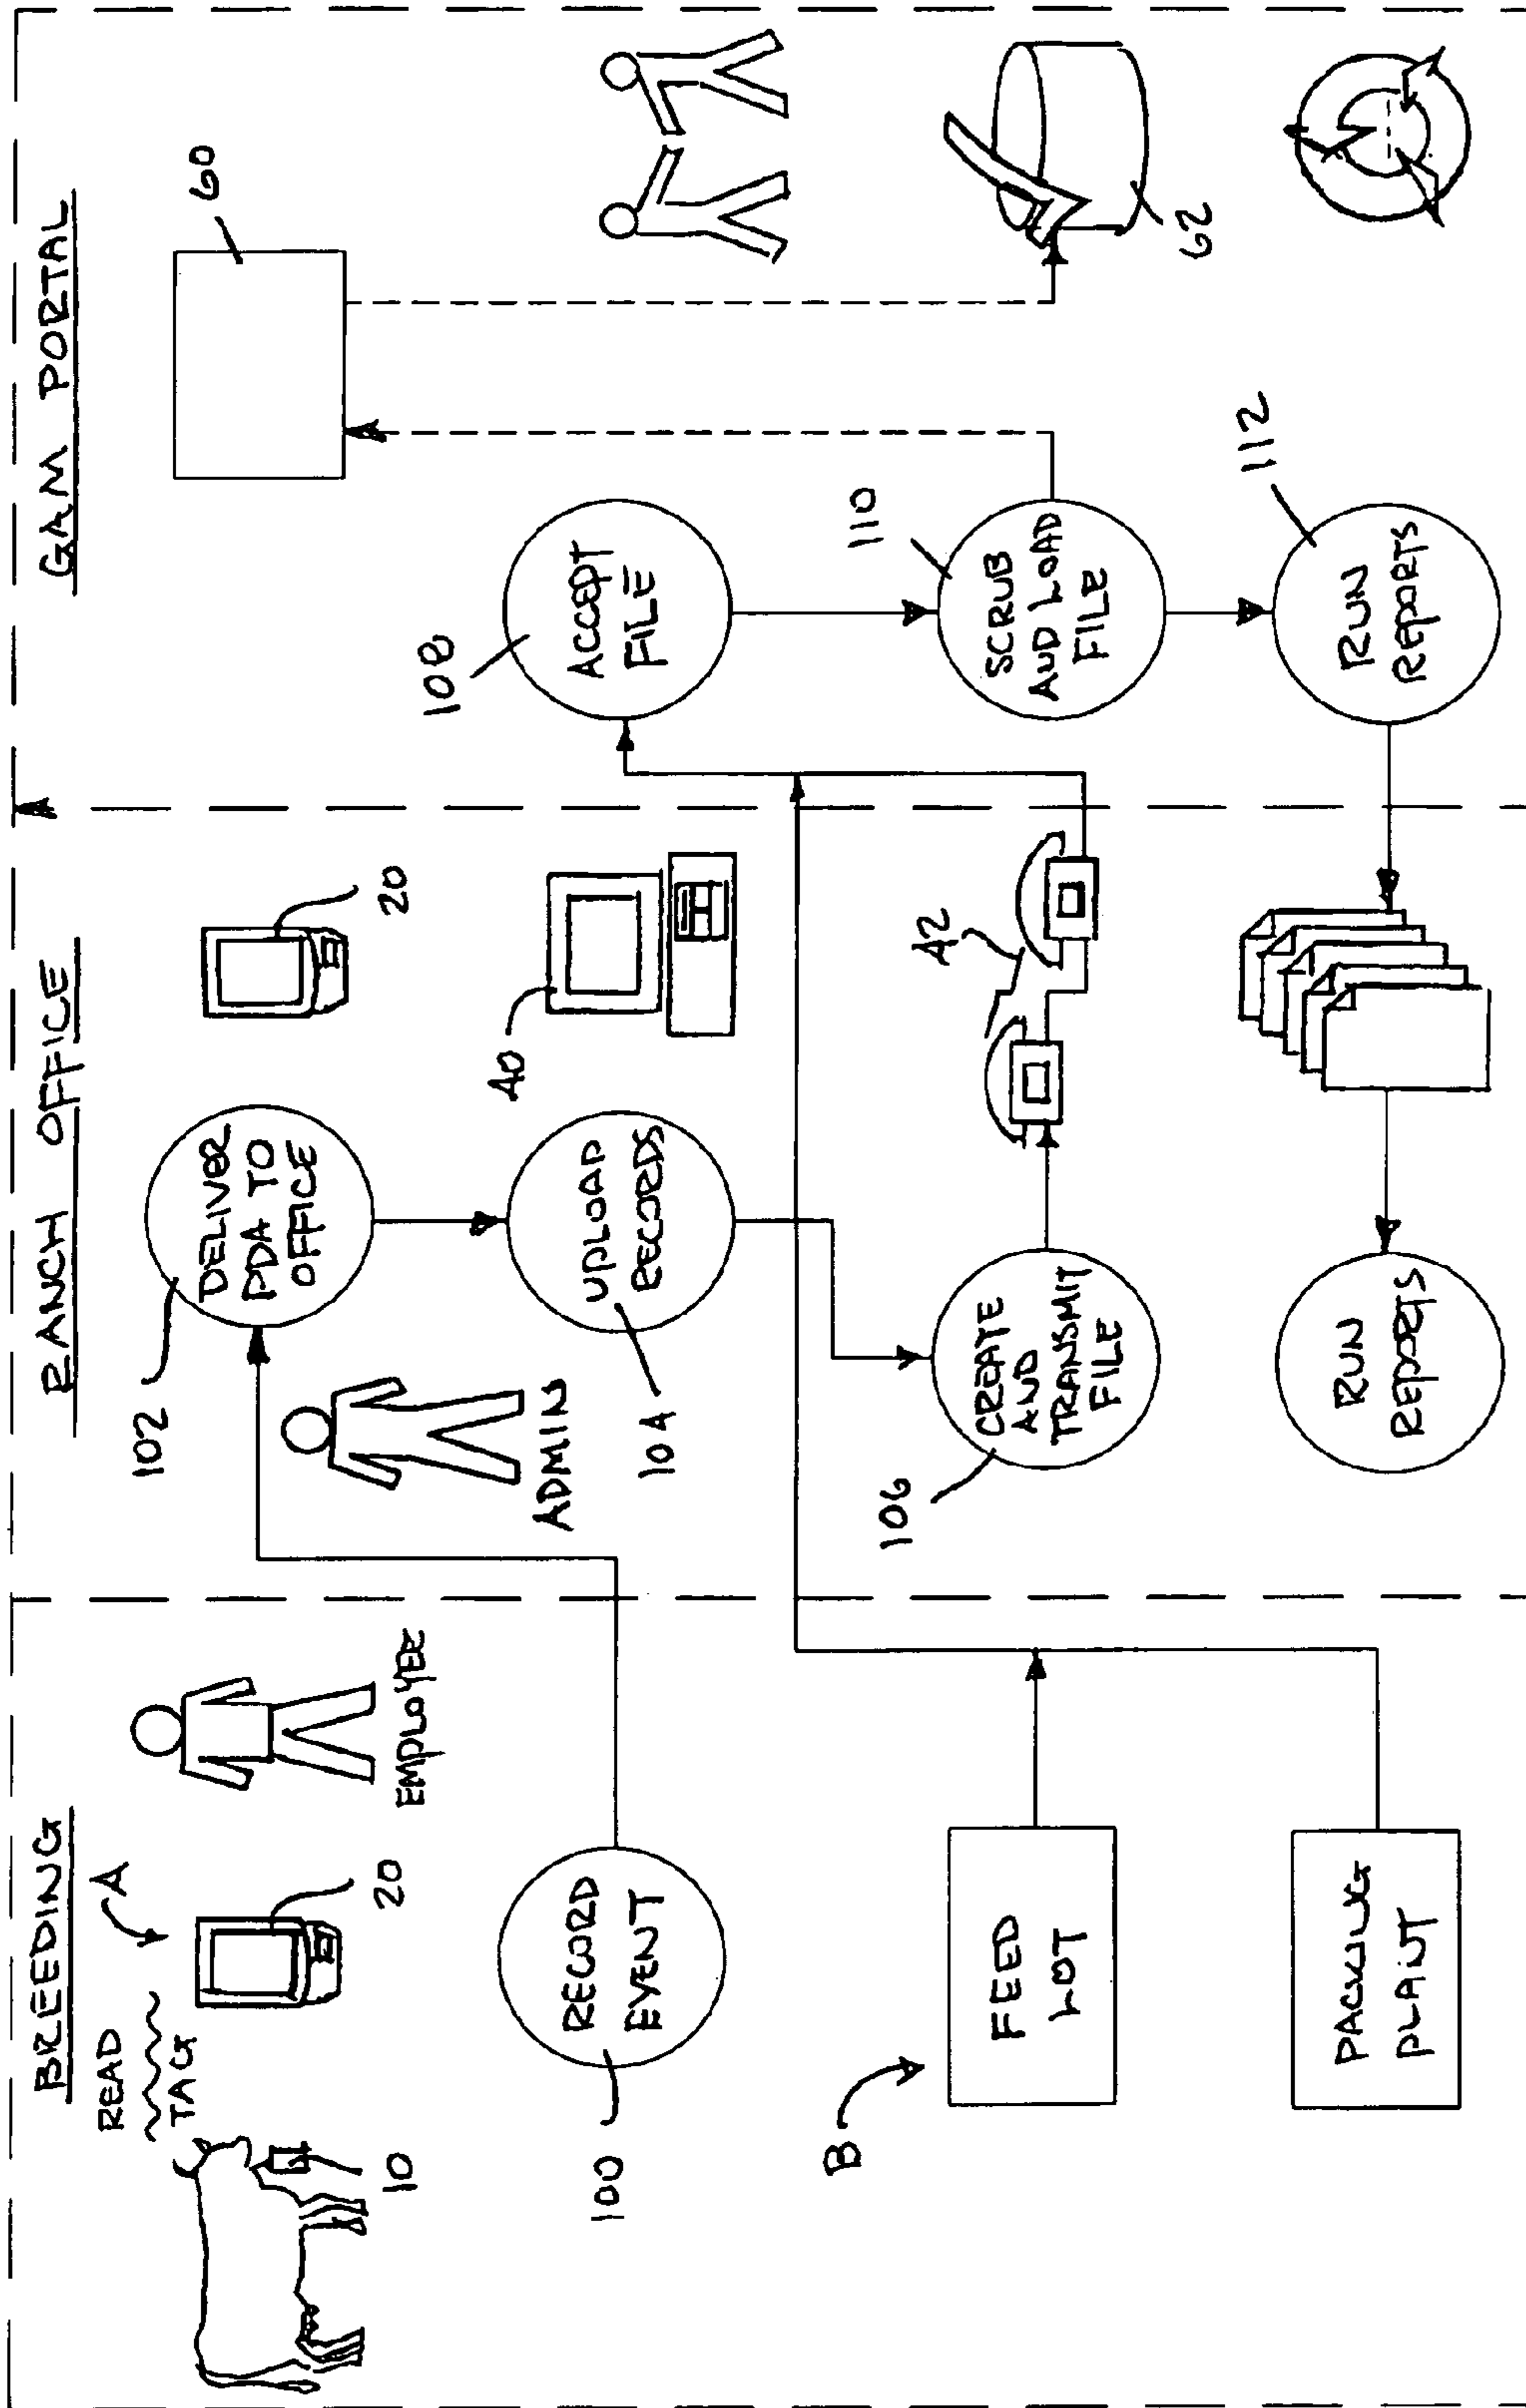 BREEDING
READ
TAG
A
20
10
EMPLOYEE
100
RECORD
EVENT
B
FEED
LOT
PACKING
PLANT
RANCH OFFICE
102
DELIVER
PDA TO
OFFICE
20
ADMIN
104
UPLOAD
RECORDS
40
106
CREATE
AND
TRANSMIT
FILE
42
RUN
REPORTS
GAM PORTAL
60
108
ACCEPT
FILE
110
SCRUB
AND LOAD
FILE
62
112
RUN
REPORTS